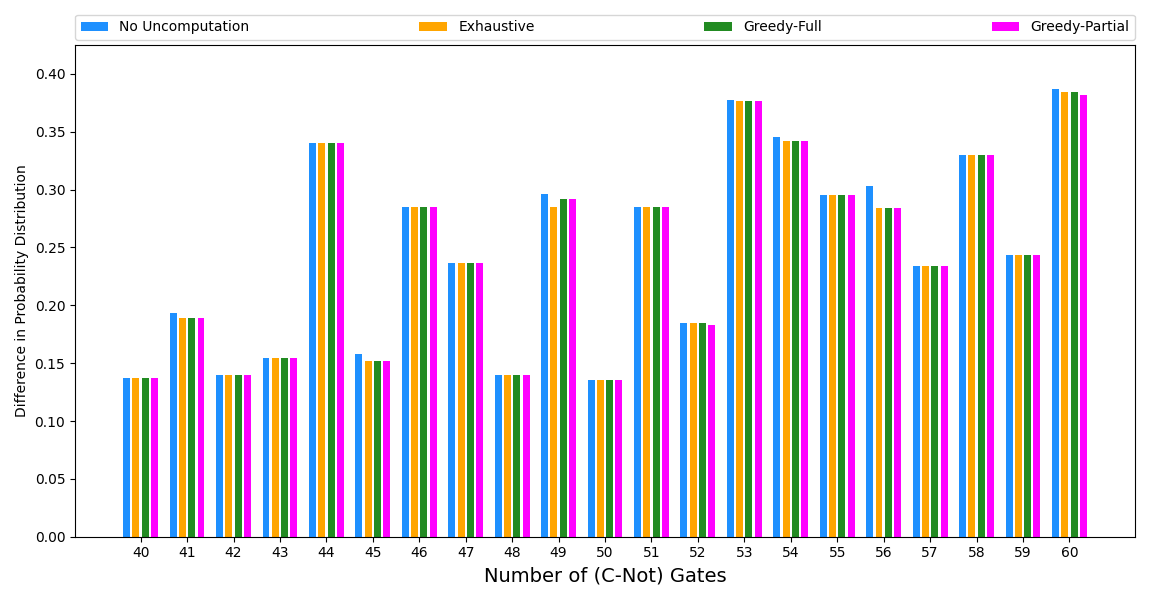 No Uncomputation Exhaustive Greedy-Full Greedy-Partial
0.40
0.35
0.30
0.25
0.20
0.15
0.10
0.05
0.00
Difference in Probability Distribution
40 41 42 43 44 45 46 47 48 49 50 51 52 53 54 55 56 57 58 59 60
Number of (C-Not) Gates